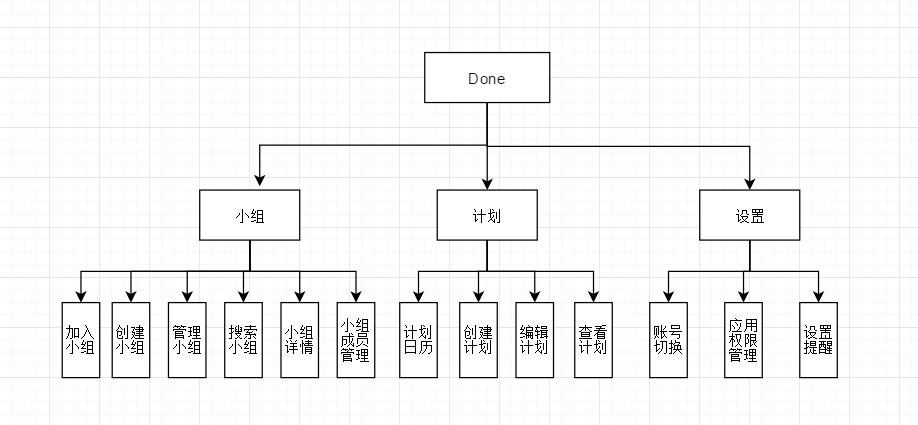 Done
小组
计划
设置
加入
小组
创建
小组
管理
小组
搜索
小组
小组
详情
小组
成员
管理
计划
日历
创建
计划
编辑
计划
查看
计划
账号
切换
应用
权限
管理
设置
提醒